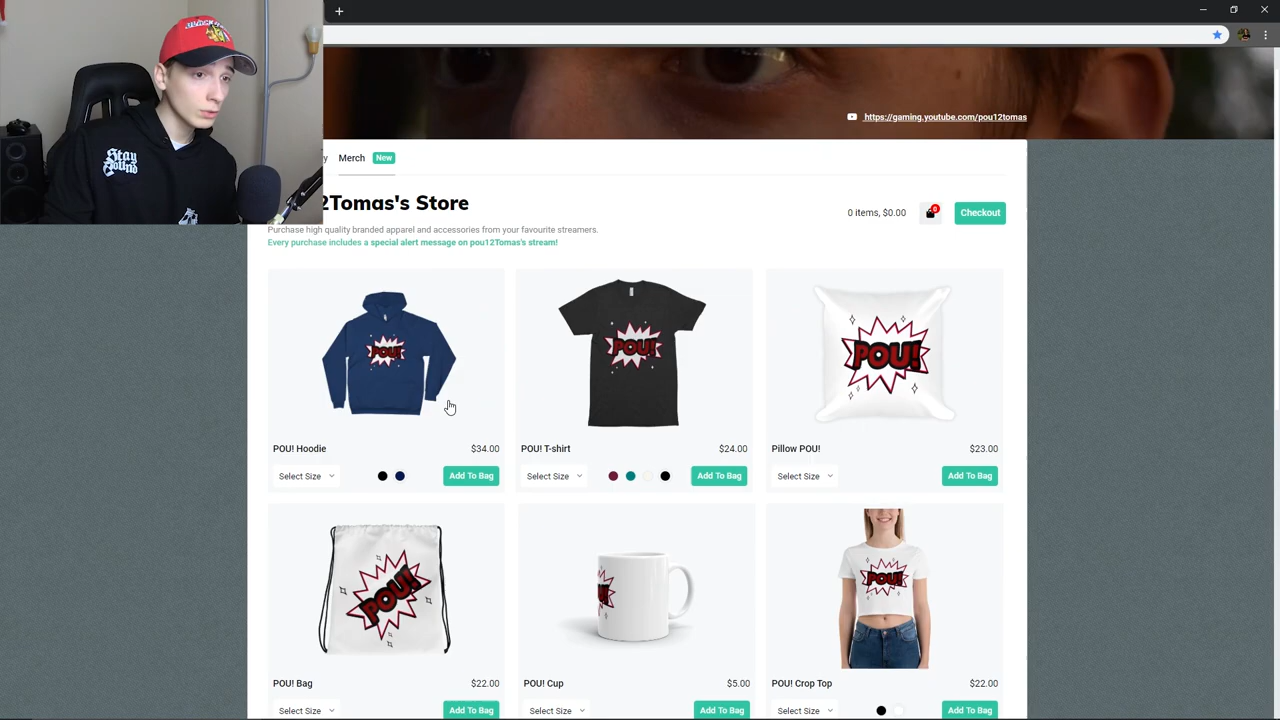 https://gaming.youtube.com/pou12tomas
y
Merch
New
2Tomas's Store
0 items, $0.00
0
Checkout
Purchase high quality branded apparel and accessories from your favourite streamers.
Every purchase includes a special alert message on pou12Tomas's stream!
Stay
POU!
POU!
POU!
POU! Hoodie
$34.00
POU! T-shirt
$24.00
Pillow POU!
$23.00
Select Size
Add To Bag
Select Size
Add To Bag
Select Size
Add To Bag
POU!
POU!
POU! Bag
$22.00
POU! Cup
$5.00
POU! Crop Top
$22.00
Select Size
Add To Bag
Select Size
Add To Bag
Select Size
Add To Bag